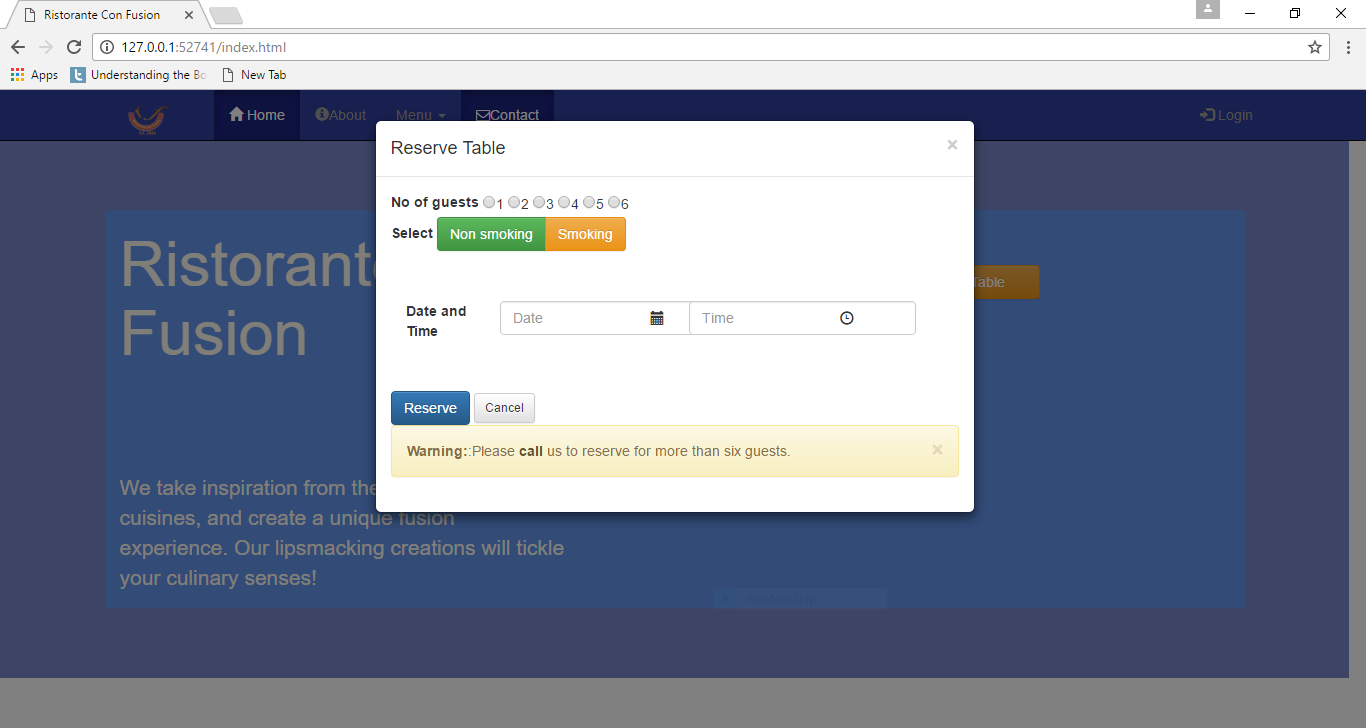 Ristorante Con Fusion
127.0.0.1:52741/index.html
Apps Understanding the Bo New Tab
Home About Menu Contact Login
Reserve Table ×
No of guests 1 2 3 4 5 6
Select Non smoking Smoking
Ristorant
Table
Fusion
Date and Time
Date
Time
Reserve Cancel
Warning::Please call us to reserve for more than six guests. ×
We take inspiration from the
cuisines, and create a unique fusion
experience. Our lipsmacking creations will tickle
your culinary senses!